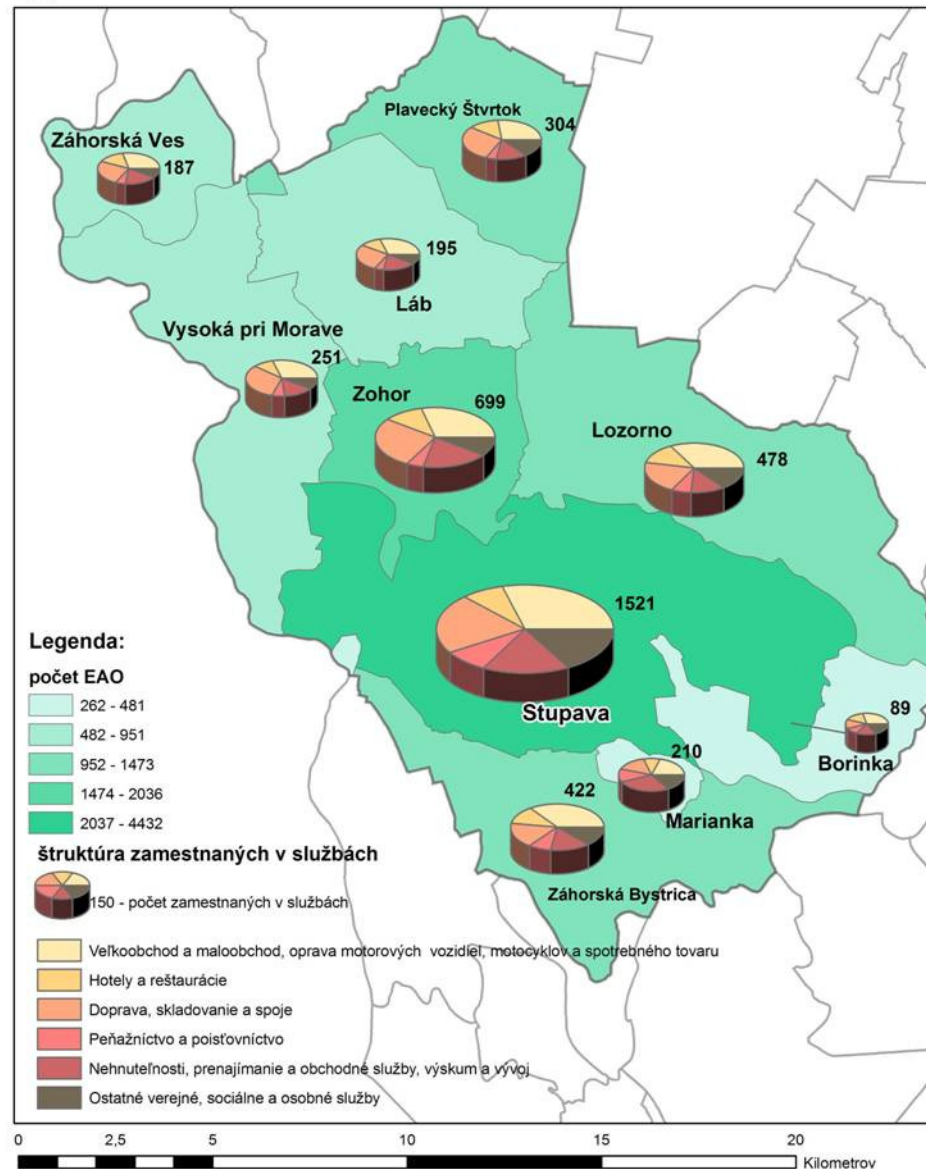 Plavecký Štvrtok
304
Záhorská Ves
187
195
Láb
Vysoká pri Morave
251
Zohor
699
Lozorno
478
1521
Stupava
89
Borinka
210
Marianka
422
Záhorská Bystrica
Legenda:
počet EAO
262 - 481
482 - 951
952 - 1473
1474 - 2036
2037 - 4432
štruktúra zamestnaných v službách
150 - počet zamestnaných v službách
Veľkoobchod a maloobchod, oprava motorových vozidiel, motocyklov a spotrebného tovaru
Hotely a reštaurácie
Doprava, skladovanie a spoje
Peňažníctvo a poisťovníctvo
Nehnuteľnosti, prenajímanie a obchodné služby, výskum a vývoj
Ostatné verejné, sociálne a osobné služby
0 2,5 5 10 15 20
Kilometrov